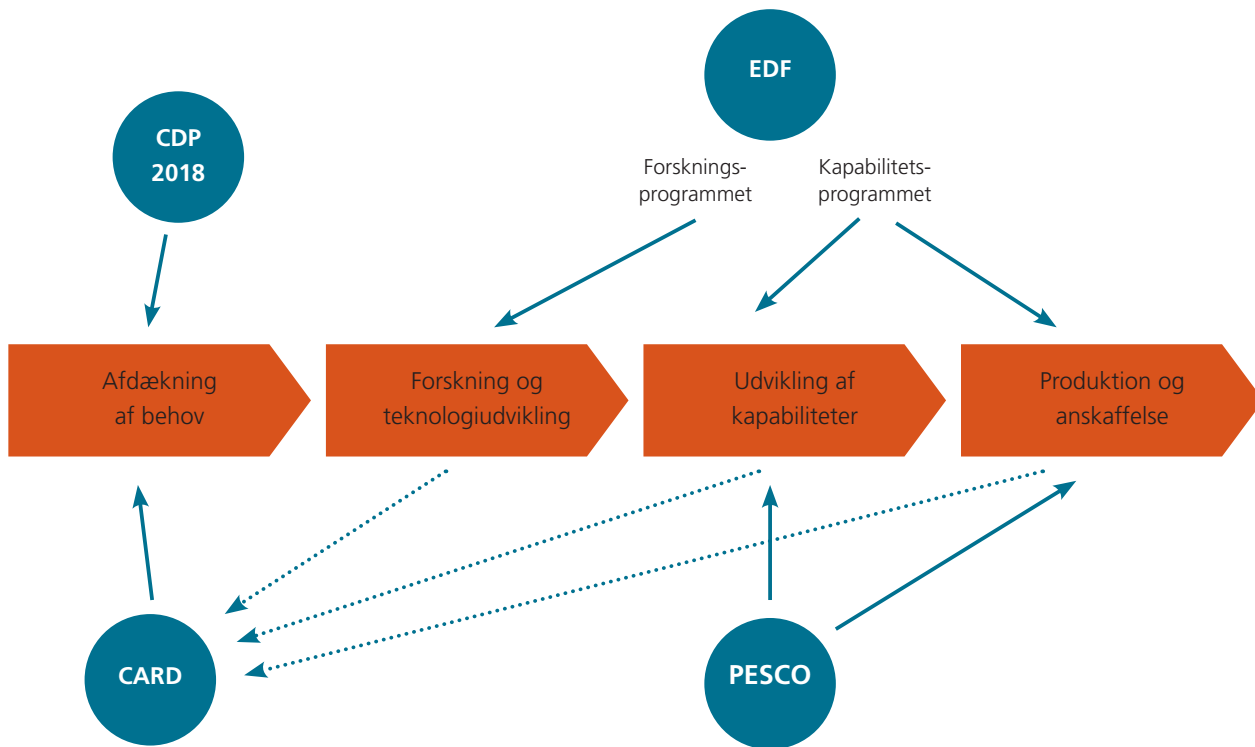 EDF
CDP
2018
Forsknings-
programmet
Kapabilitets-
programmet
Afdækning
af behov
Forskning og
teknologiudvikling
Udvikling af
kapabiliteter
Produktion og
anskaffelse
CARD
PESCO